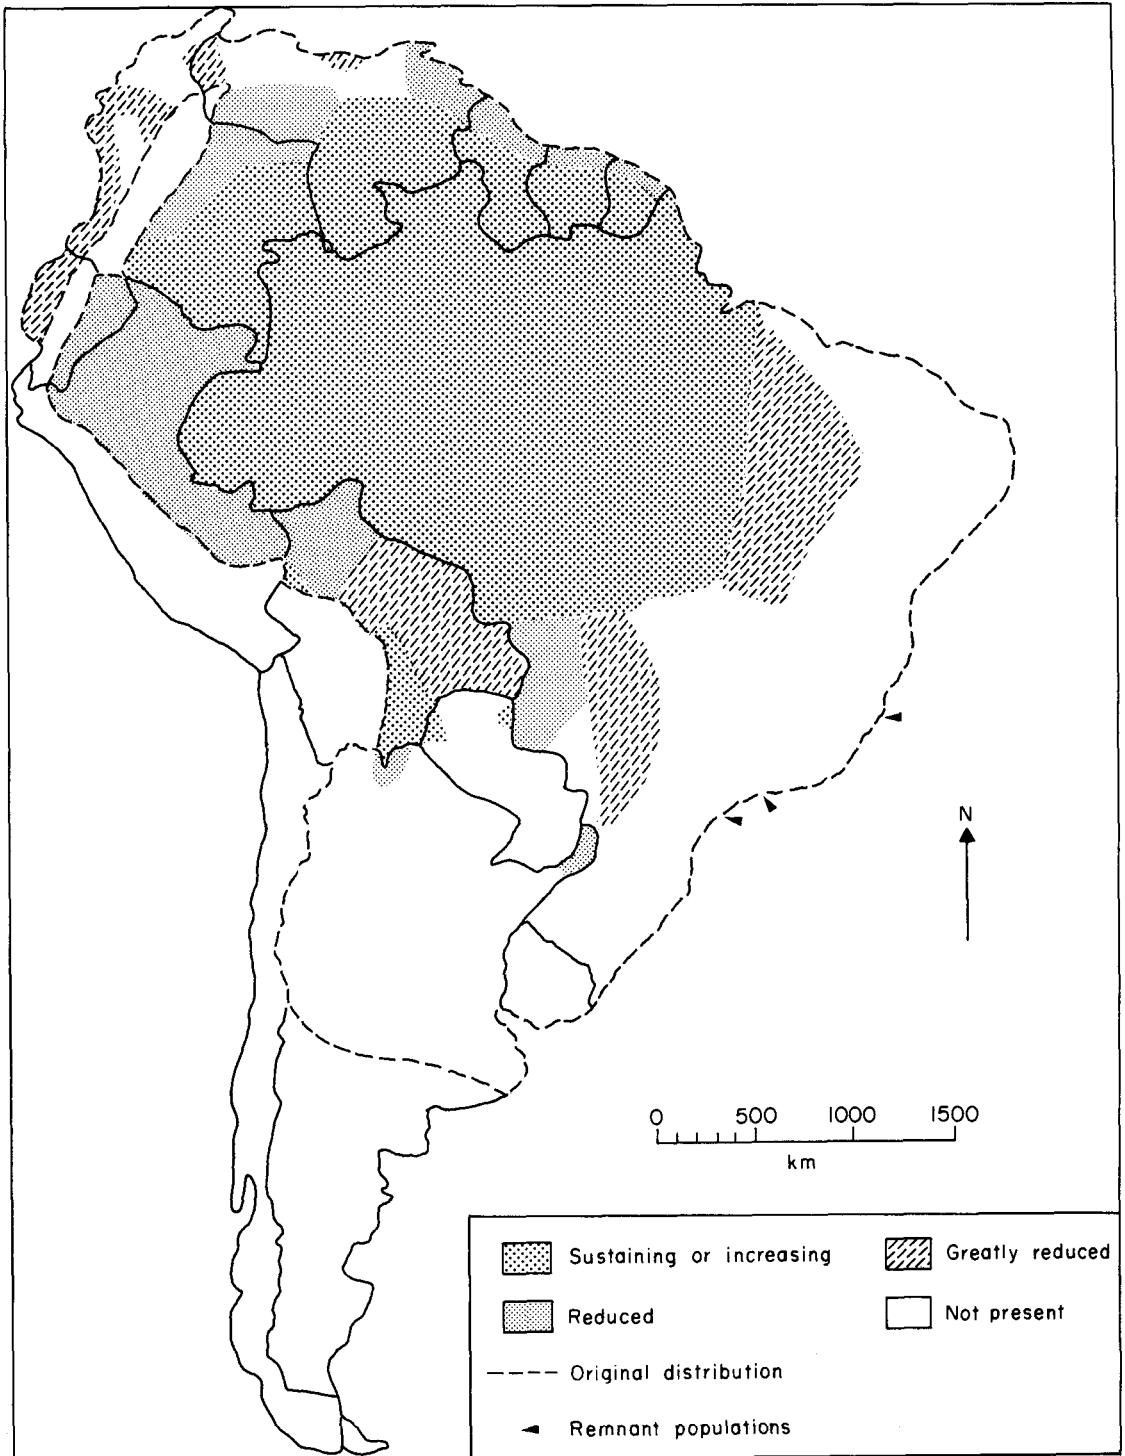 N
0 500 1000 1500
km
Sustaining or increasing
Greatly reduced
Reduced
Not present
Original distribution
Remnant populations